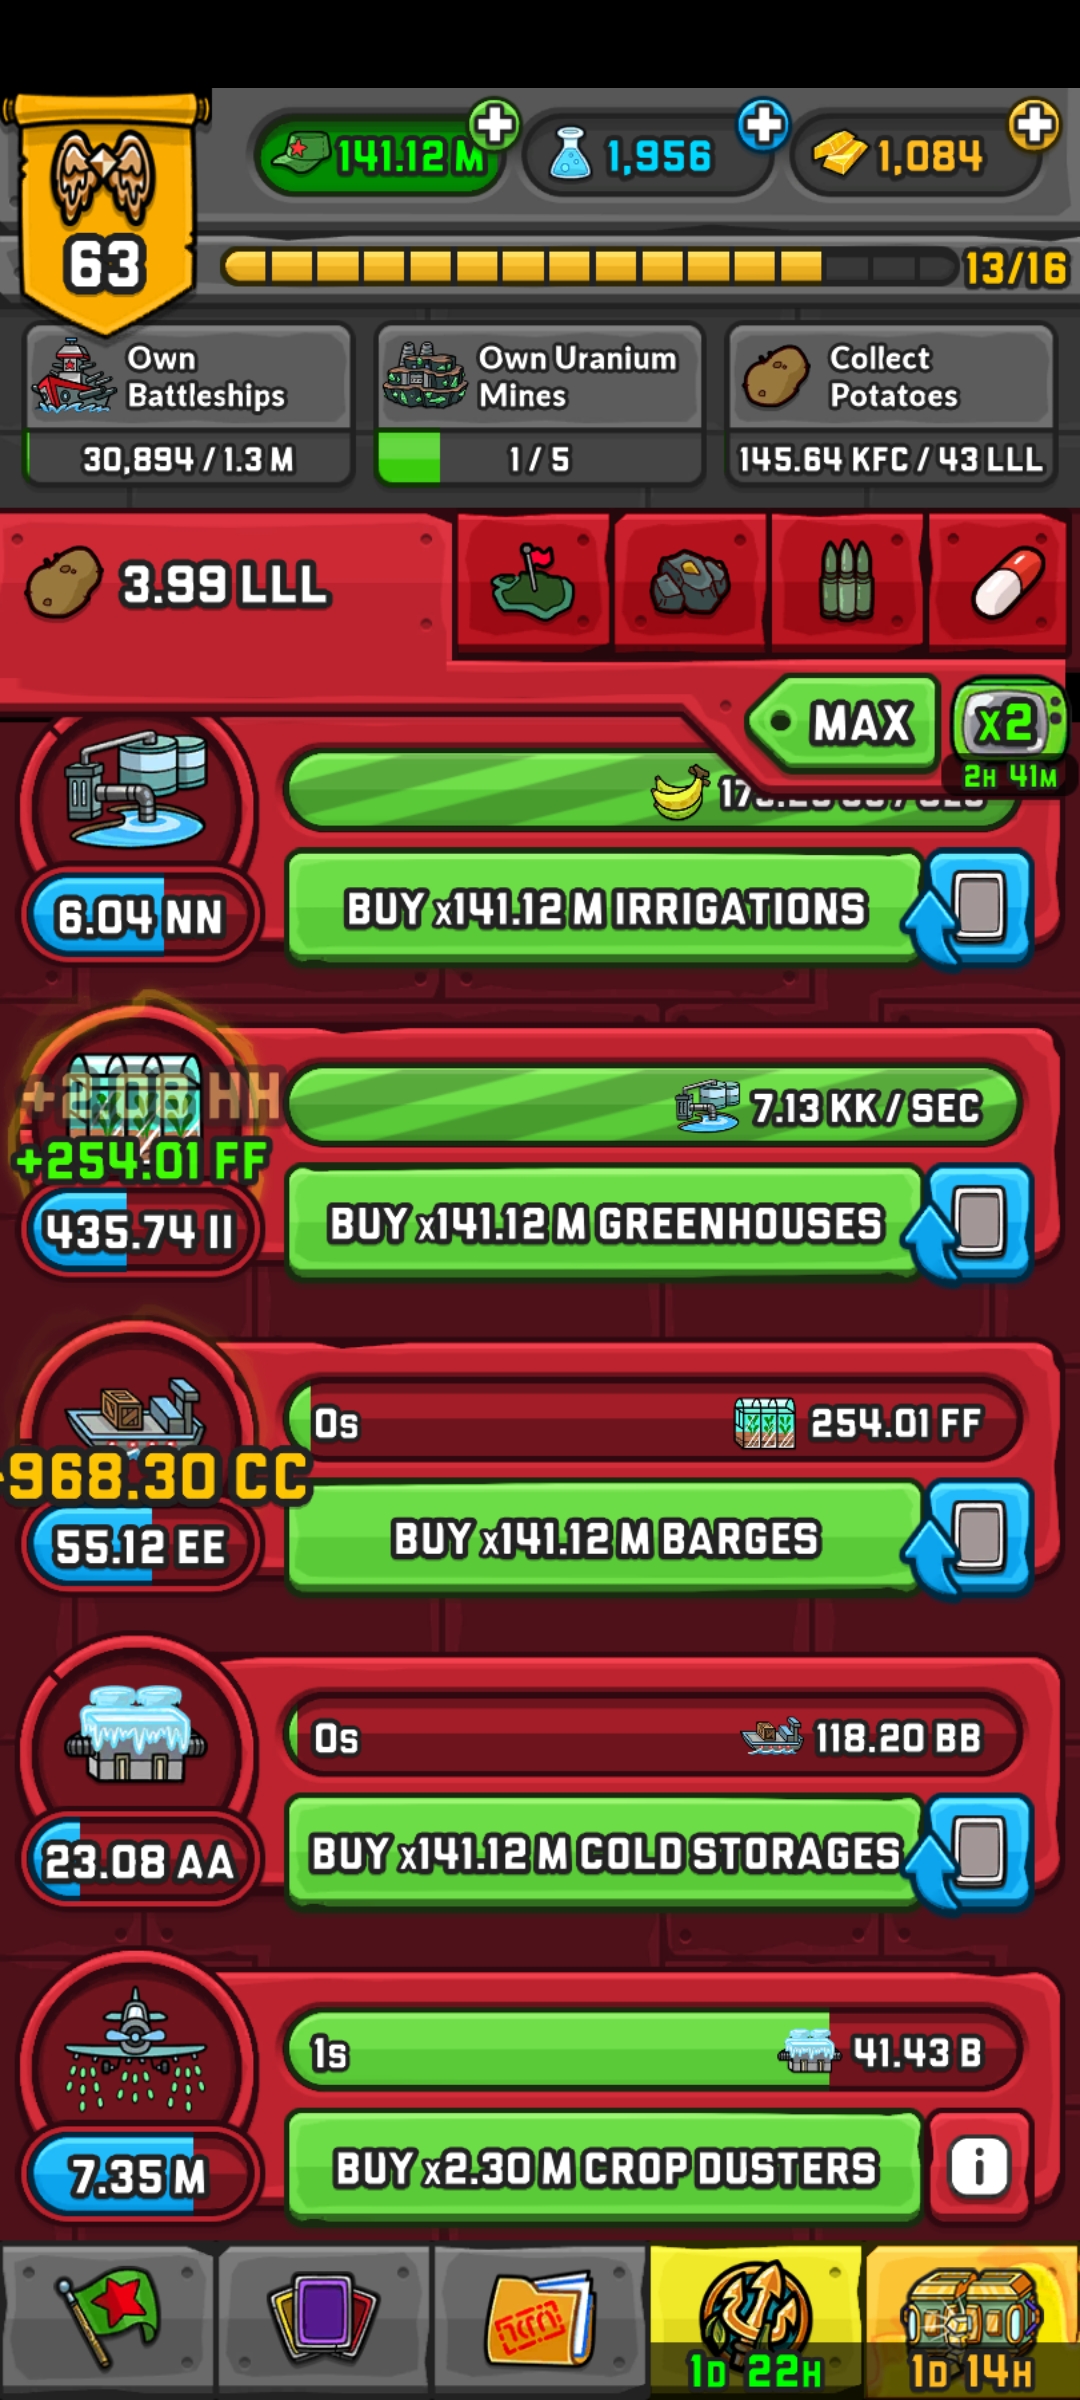 141.12 M
1,956
1,084
63
13/16
Own
Battleships
30,894 / 1.3 M
Own Uranium
Mines
1 / 5
Collect
Potatoes
145.64 KFC / 43 LLL
3.99 LLL
MAX
x2
2H 41M
6.04 NN
BUY x141.12 M IRRIGATIONS
+254.01 FF
435.74 II
7.13 KK / SEC
BUY x141.12 M GREENHOUSES
0s
254.01 FF
968.30 CC
55.12 EE
BUY x141.12 M BARGES
0s
118.20 BB
23.08 AA
BUY x141.12 M COLD STORAGES
1s
41.43 B
7.35 M
BUY x2.30 M CROP DUSTERS
i
1D 22H
1D 14H